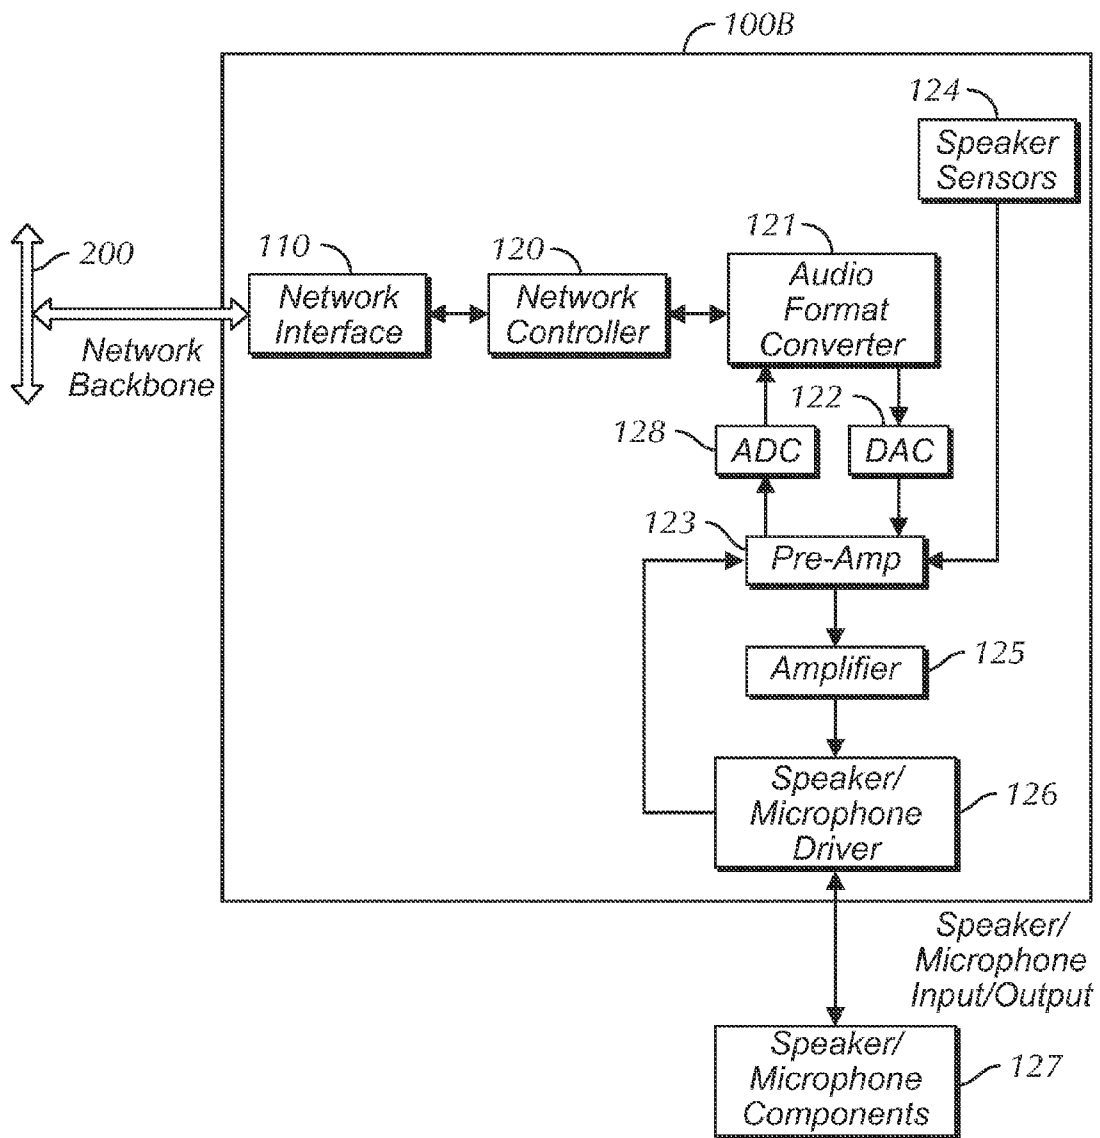 100B
124
Speaker
Sensors
200
110
Network
Interface
120
Network
Controller
121
Audio
Format
Converter
Network
Backbone
128
ADC
122
DAC
123
Pre-Amp
Amplifier
125
Speaker/
Microphone
Driver
126
Speaker/
Microphone
Input/Output
Speaker/
Microphone
Components
127